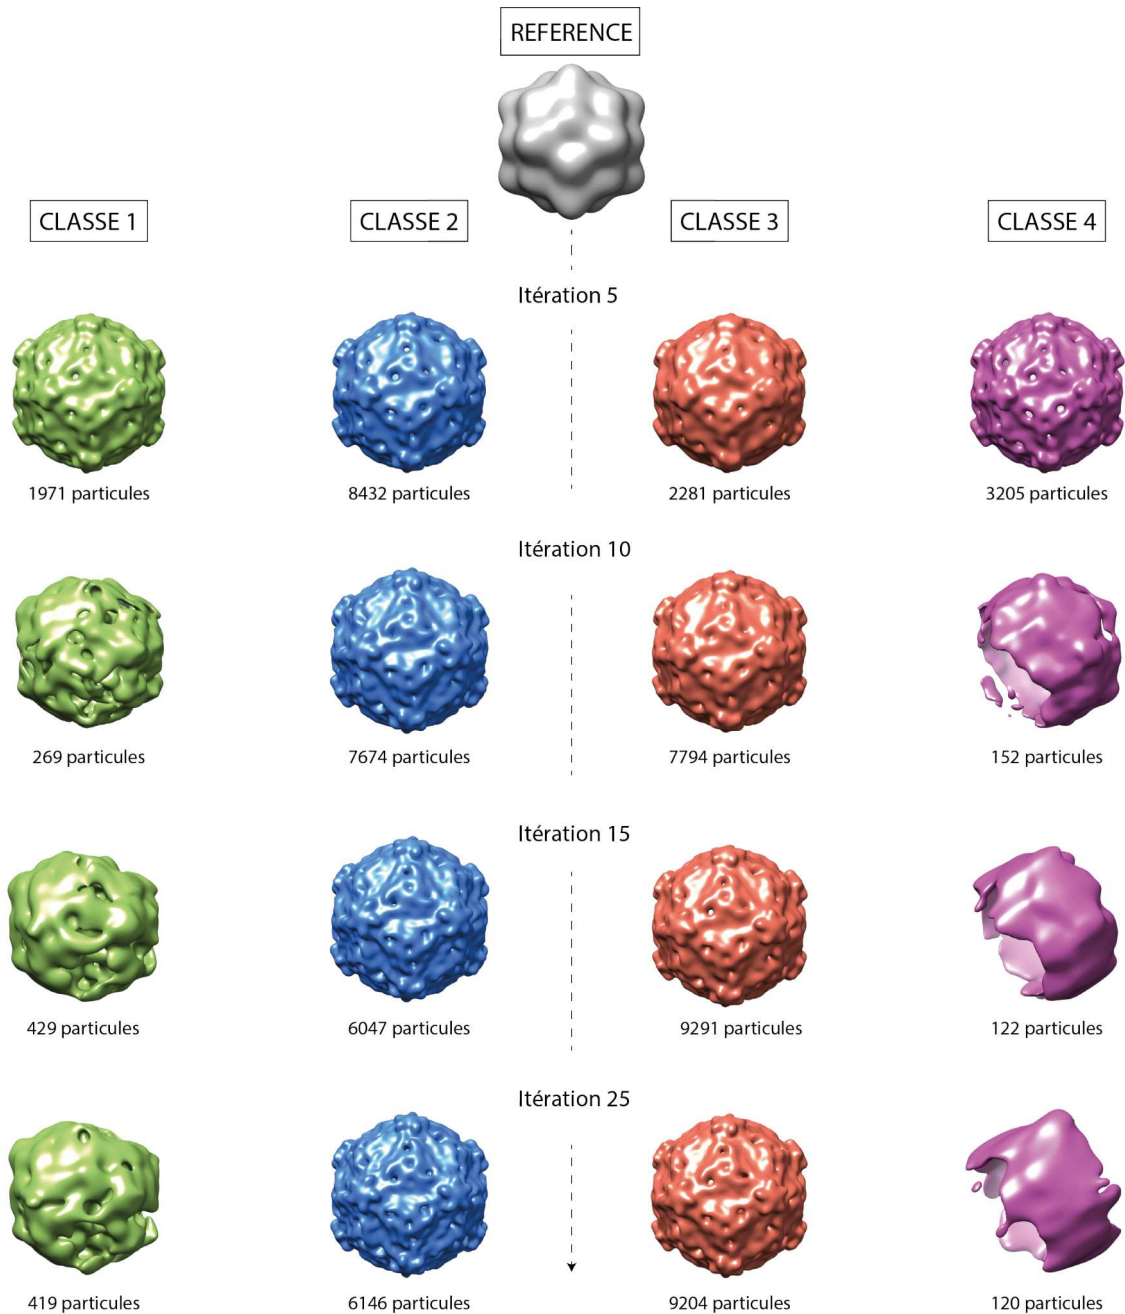 REFERENCE
CLASSE 1
CLASSE 2
CLASSE 3
CLASSE 4
Itération 5
1971 particules
8432 particules
2281 particules
3205 particules
Itération 10
269 particules
7674 particules
7794 particules
152 particules
Itération 15
429 particules
6047 particules
9291 particules
122 particules
Itération 25
419 particules
6146 particules
9204 particules
120 particules